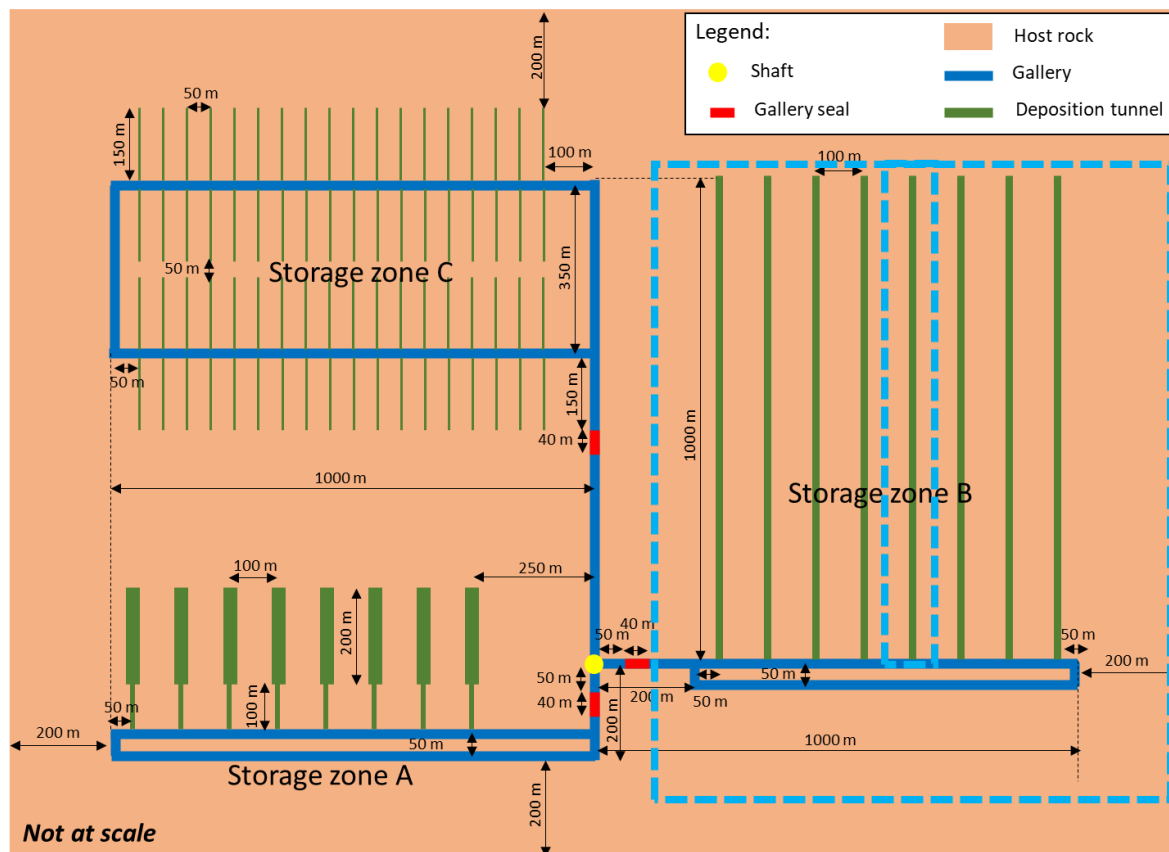 Legend:
Host rock
Shaft
Gallery
Gallery seal
Deposition tunnel
200 m
50 m
150 m
100 m
100 m
Storage zone C
50 m
350 m
50 m
150 m
40 m
1000 m
1000 m
Storage zone B
100 m
250 m
200 m
40 m
50 m
50 m
50 m
50 m
200 m
200 m
50 m
40 m
100 m
50 m
200 m
50 m
200 m
1000 m
Storage zone A
200 m
Not at scale